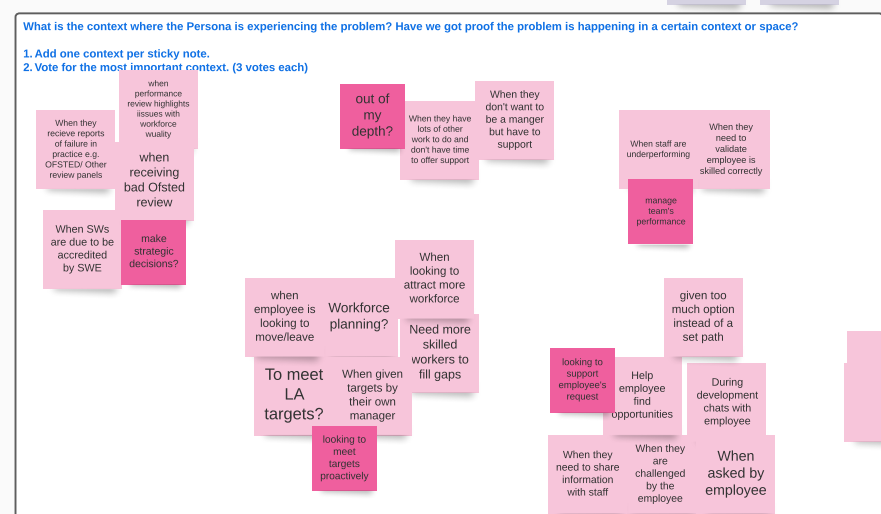 What is the context where the Persona is experiencing the problem? Have we got proof the problem is happening in a certain context or space?
1. Add one context per sticky note.
2. Vote for the most important context. (3 votes each)
when
performance
review highlights
iissues with
workforce
wuality
When they
recieve reports
of failure in
practice e.g.
OFSTED/ Other
review panels
when
receiving
bad Ofsted
review
When SWs
are due to be
accredited
by SWE
make
strategic
decisions?
out of
my
depth?
When they have
lots of other
work to do and
don't have time
to offer support
When they
don't want to
be a manger
but have to
support
When staff are
underperforming
When they
need to
validate
employee is
skilled correctly
manage
team's
performance
when
employee is
looking to
move/leave
Workforce
planning?
When
looking to
attract more
workforce
Need more
skilled
workers to
fill gaps
To meet
LA
targets?
When given
targets by
their own
manager
looking to
meet
targets
proactively
given too
much option
instead of a
set path
looking to
support
employee's
request
Help
employee
find
opportunities
During
development
chats with
employee
When they
need to share
information
with staff
When they
are
challenged
by the
employee
When
asked by
employee